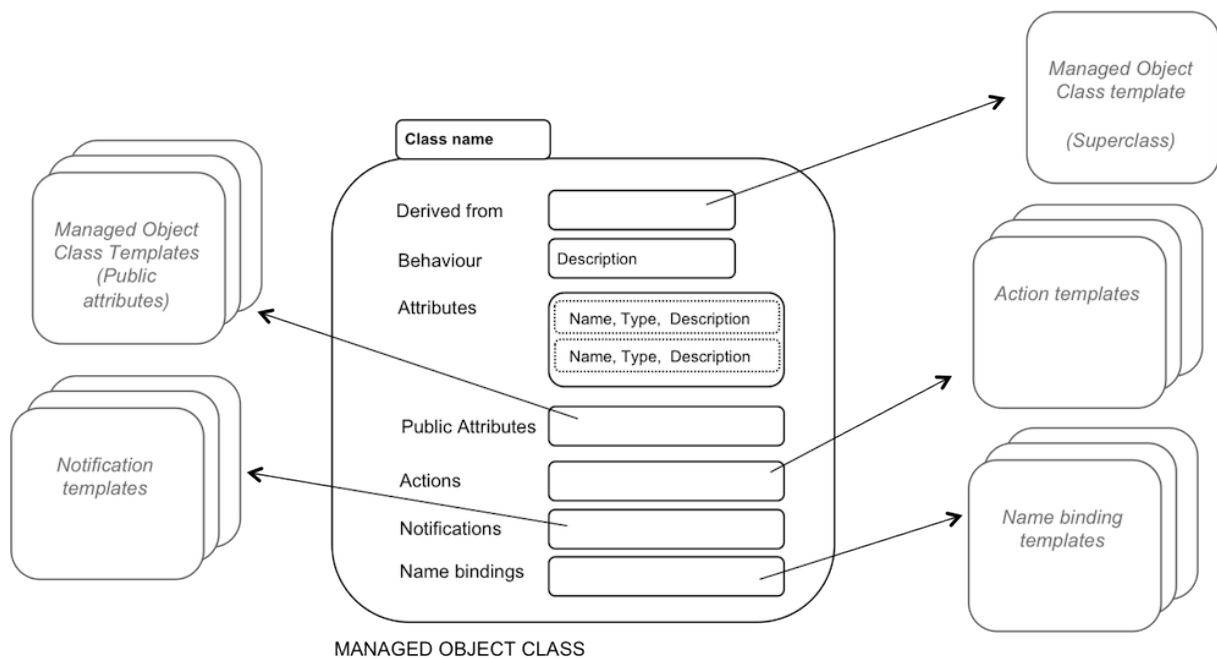 Managed Object
Class template
(Superclass)
Class name
Managed Object
Class Templates
(Public
attributes)
Derived from
Behaviour
Description
Attributes
Name, Type, Description
Name, Type, Description
Action templates
Public Attributes
Actions
Notifications
Name bindings
Notification
templates
Name binding
templates
MANAGED OBJECT CLASS